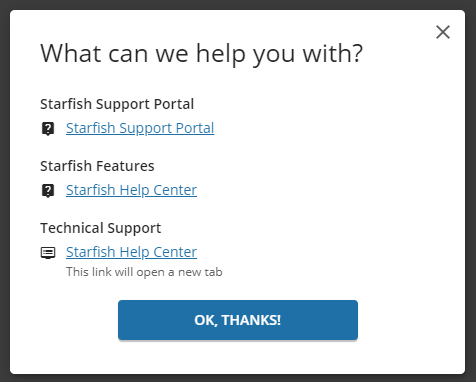 What can we help you with?
Starfish Support Portal
Starfish Support Portal
Starfish Features
Starfish Help Center
Technical Support
Starfish Help Center
This link will open a new tab
OK, THANKS!